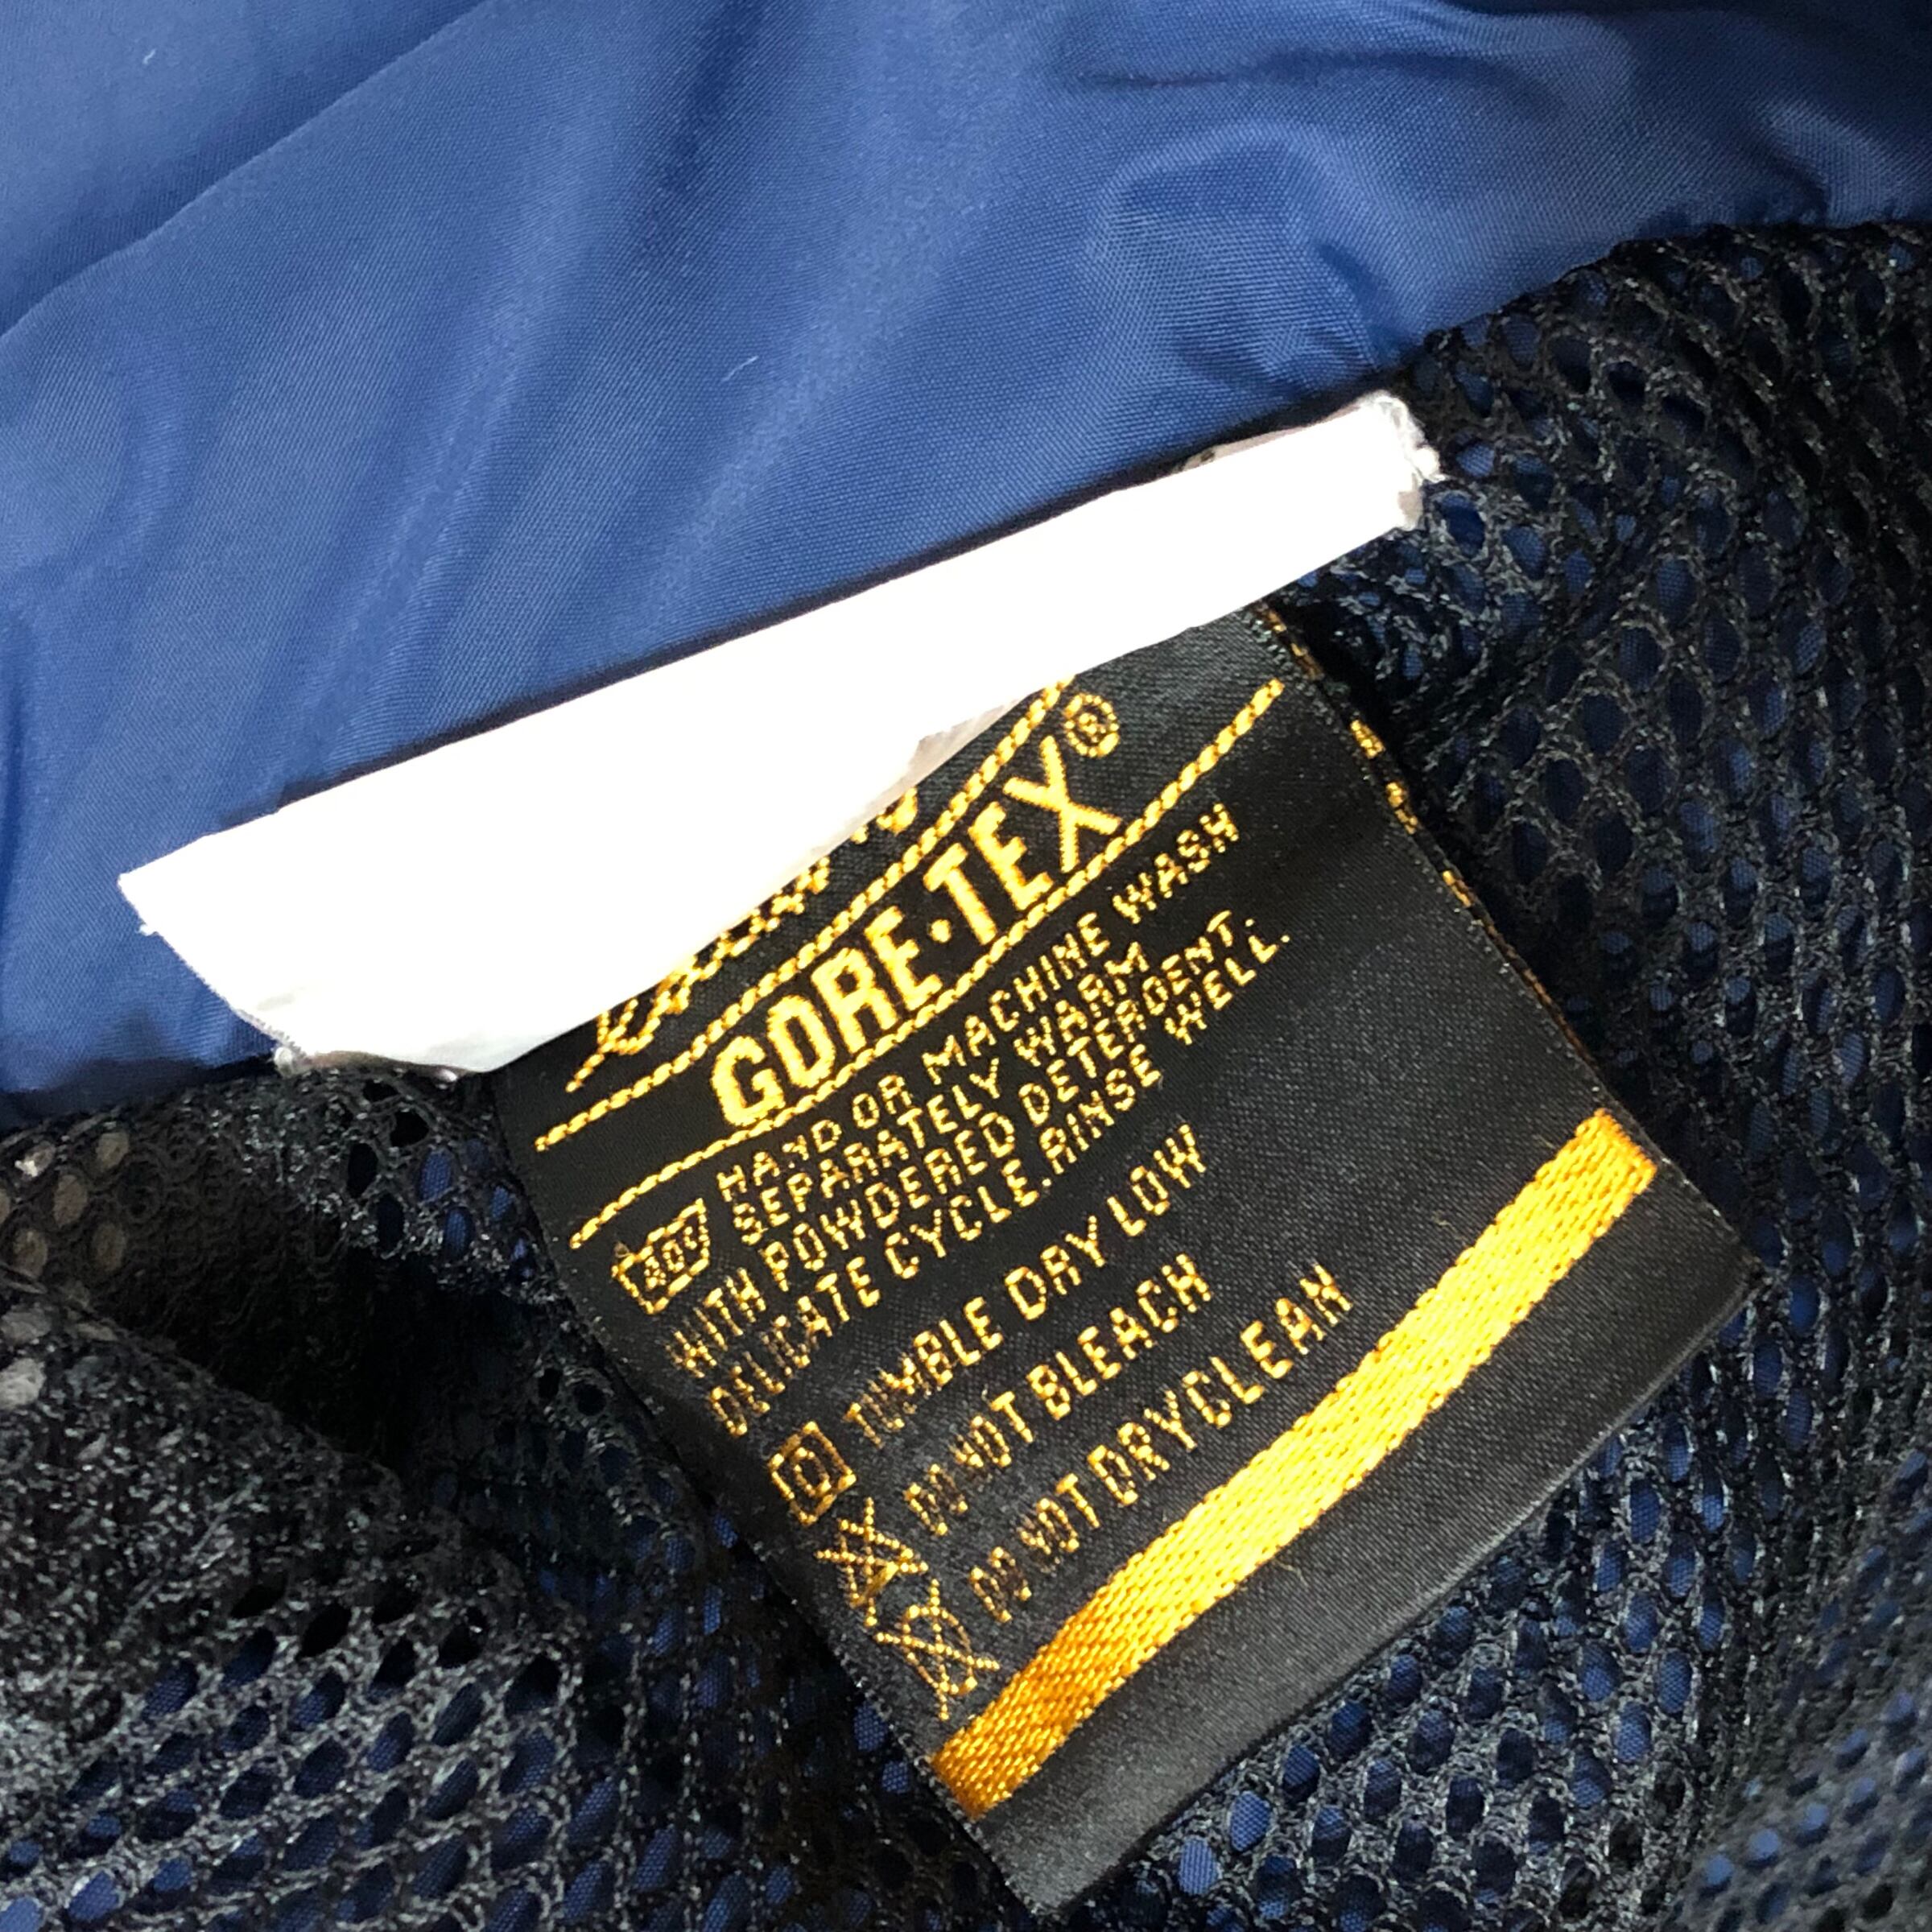 GORE-TEX®
40C HAND OR MACHINE WASH
SEPARATELY WARM
WITH POWDERED DETERGENT.
DELICATE CYCLE.RINSE WELL.
TUMBLE DRY LOW
DO NOT BLEACH
DO NOT DRYCLEAN